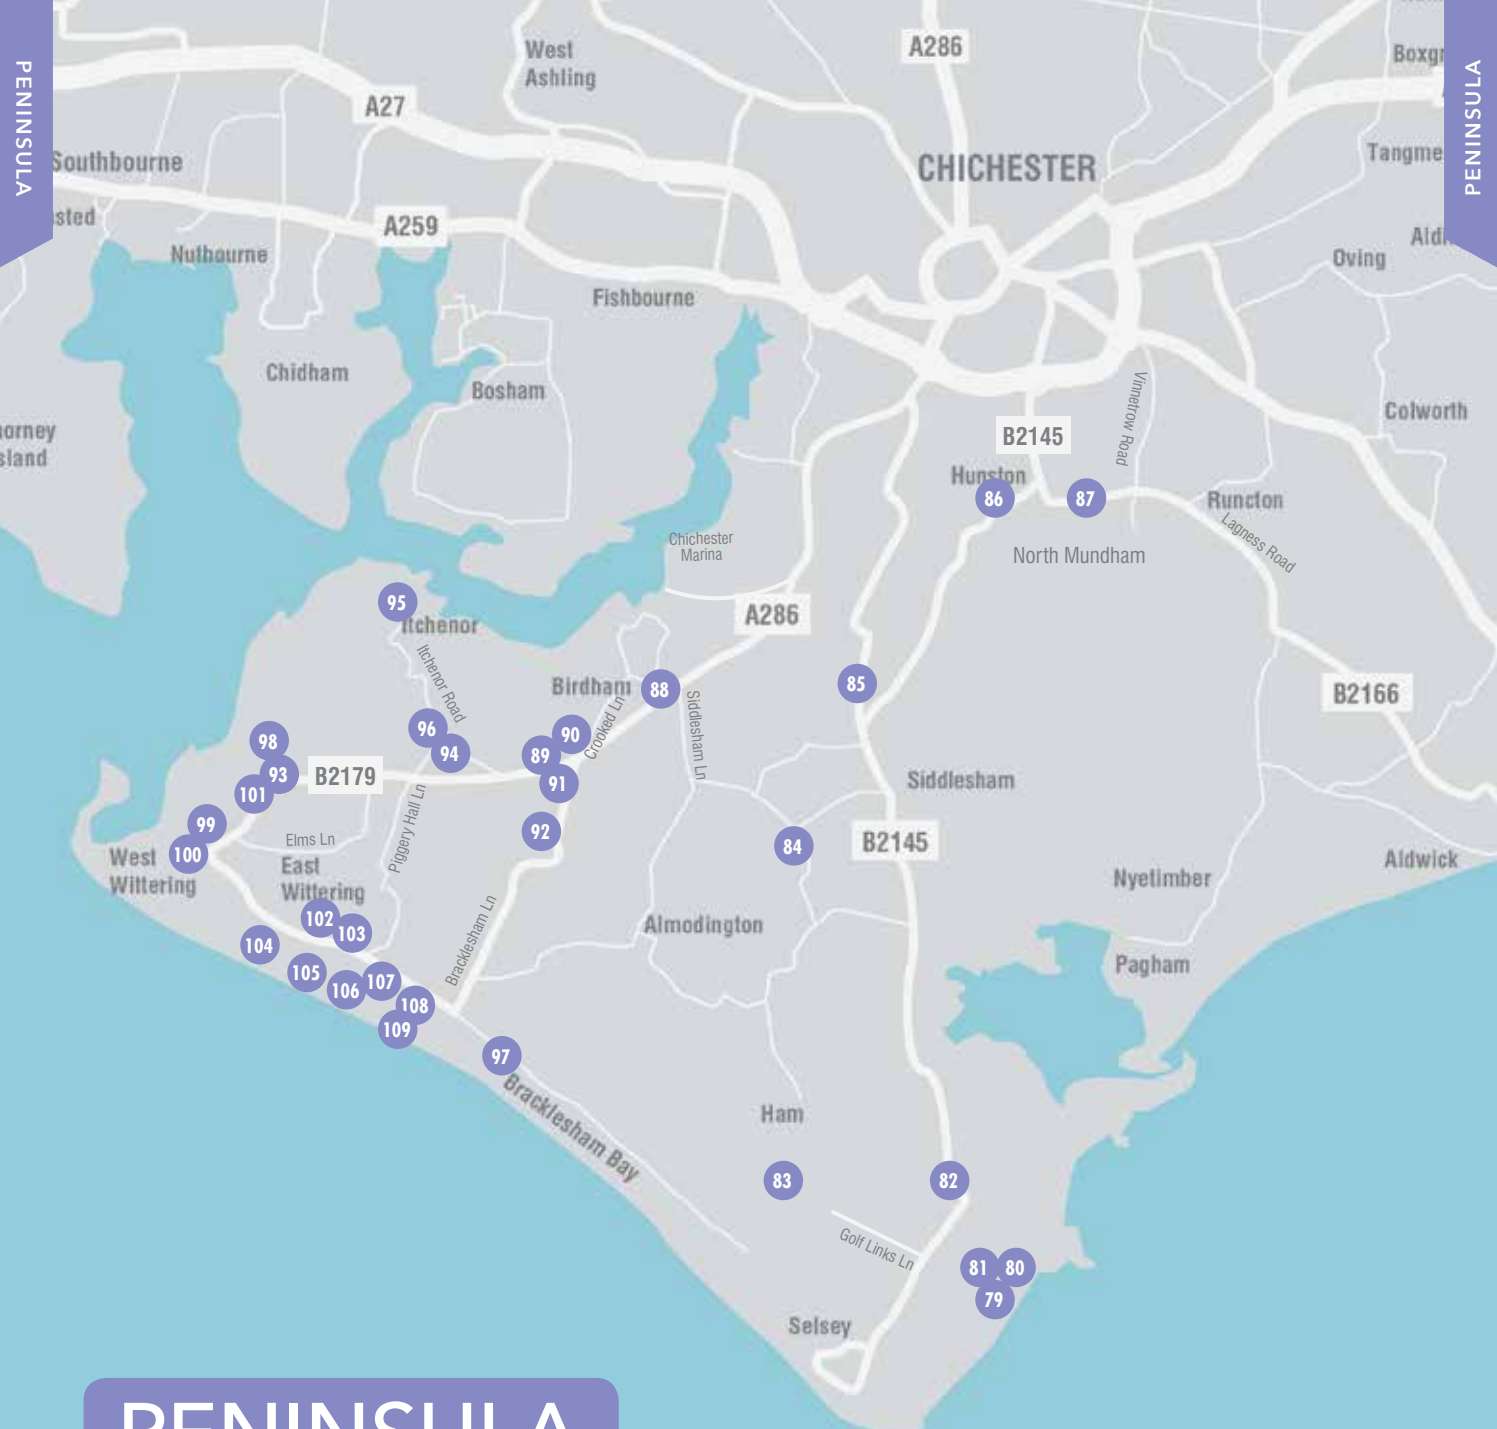 PENINSULA
PENINSULA
A286
West
Ashling
A27
CHICHESTER
Southbourne
A259
Nutbourne
Oving
Fishbourne
Chidham
Bosham
Vinnetrow Road
Colworth
B2145
Hunston
86
87
Runcton
Lagness Road
Chichester
Marina
North Mundham
95
Itchenor
A286
Itchenor Road
Birdham
88
85
Siddlesham Ln
Crooked Ln
B2166
96
94
90
89
91
98
93
101
B2179
Siddlesham
Piggery Hall Ln
99
100
Elms Ln
92
84
B2145
West
Wittering
East
Wittering
Aldwick
Nyetimber
102
103
104
Almodington
Bracklesham Ln
105
106
107
108
109
Pagham
97
Bracklesham Bay
Ham
83
82
Golf Links Ln
81
80
79
Selsey
PENINSULA